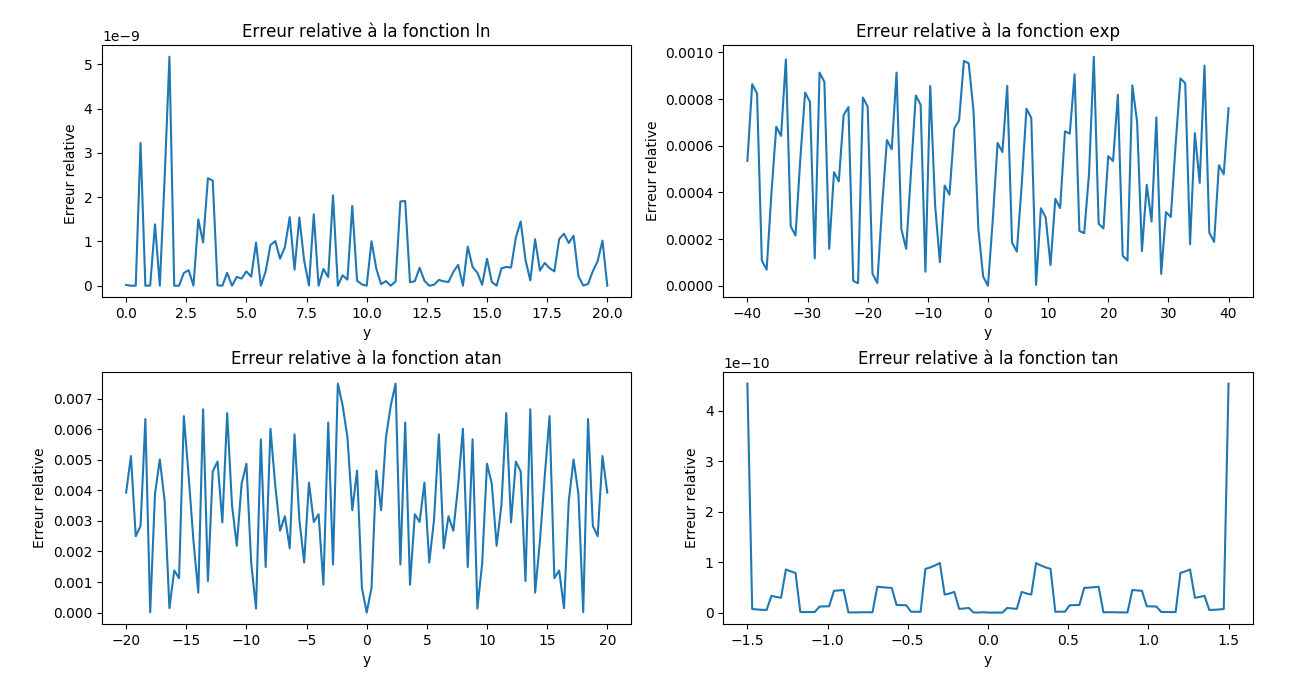 Erreur relative à la fonction ln
1e−9
Erreur relative
5
4
3
2
1
0
0.0 2.5 5.0 7.5 10.0 12.5 15.0 17.5 20.0
y
Erreur relative à la fonction exp
Erreur relative
0.0010
0.0008
0.0006
0.0004
0.0002
0.0000
−40 −30 −20 −10 0 10 20 30 40
y
Erreur relative à la fonction atan
Erreur relative
0.007
0.006
0.005
0.004
0.003
0.002
0.001
0.000
−20 −15 −10 −5 0 5 10 15 20
y
Erreur relative à la fonction tan
1e−10
Erreur relative
4
3
2
1
0
−1.5 −1.0 −0.5 0.0 0.5 1.0 1.5
y